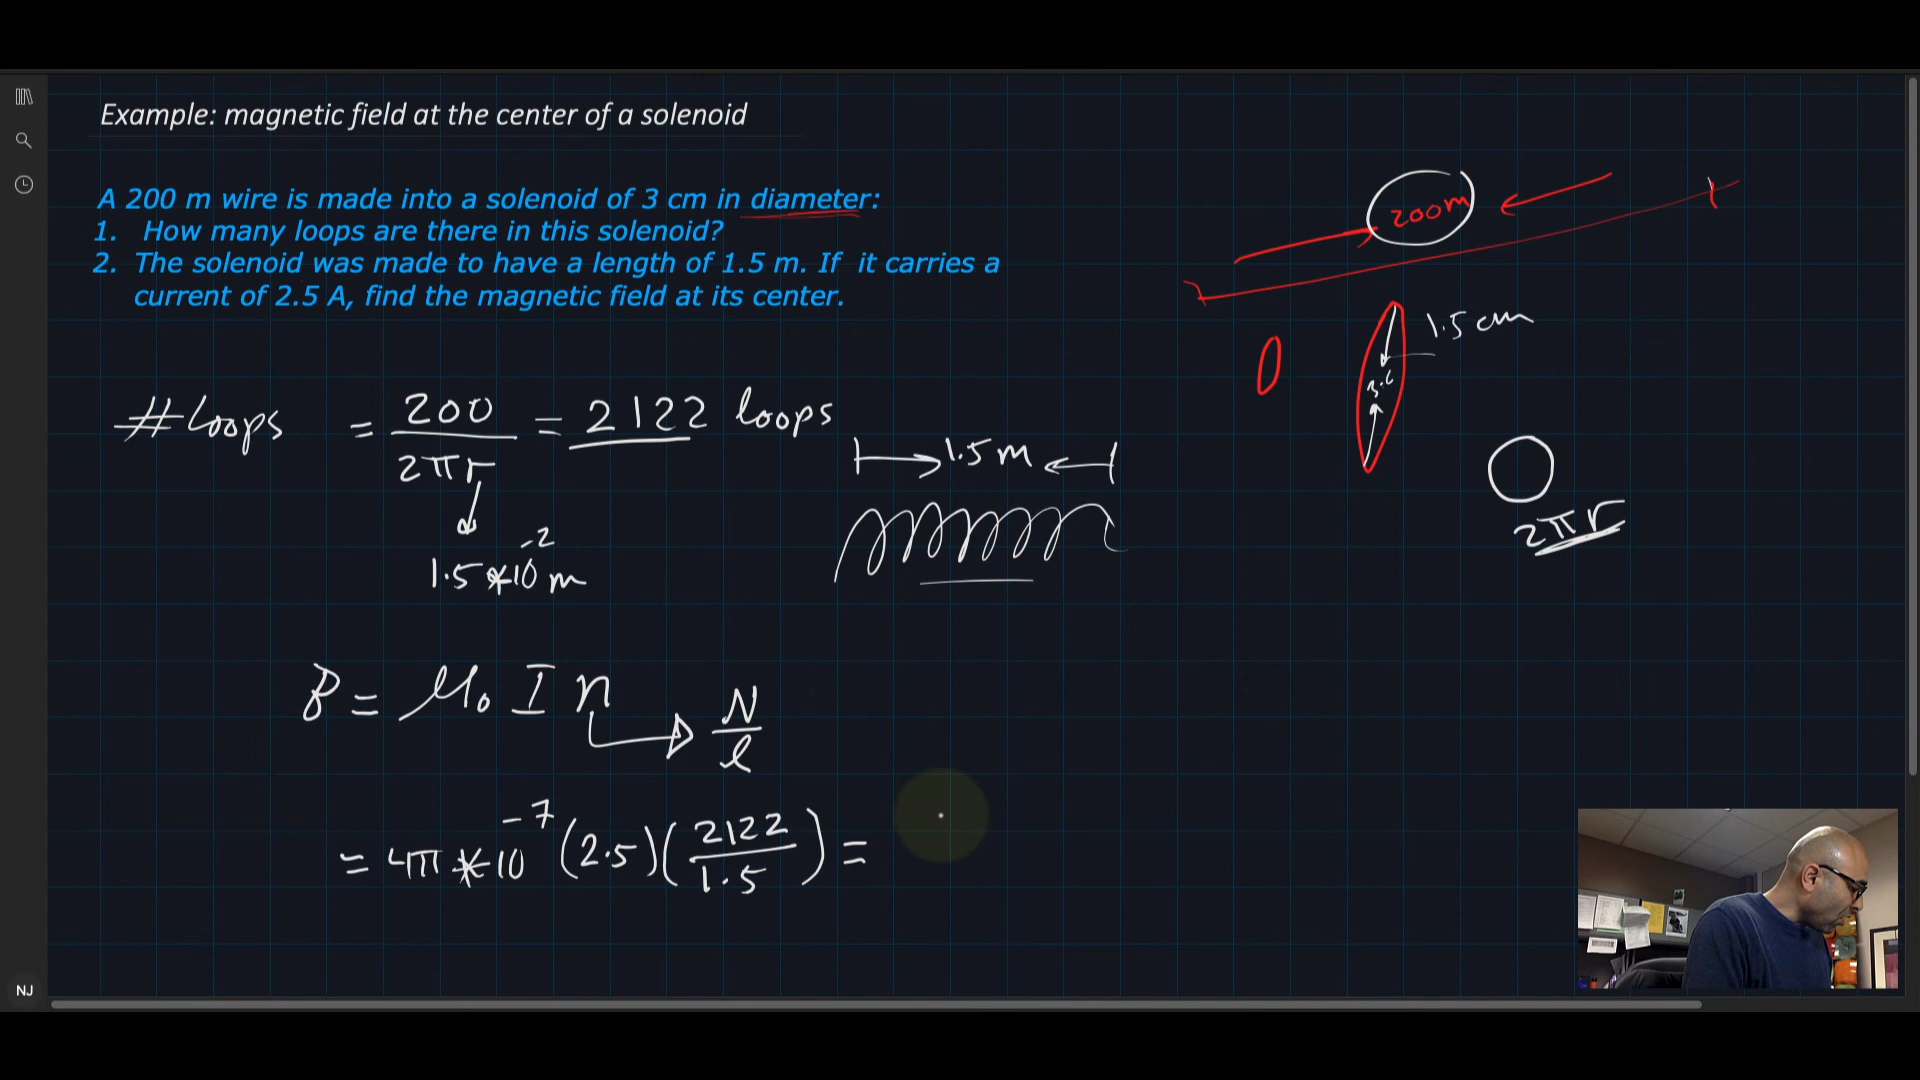 Example: magnetic field at the center of a solenoid
A 200 m wire is made into a solenoid of 3 cm in diameter:
1. How many loops are there in this solenoid?
2. The solenoid was made to have a length of 1.5 m. If it carries a
current of 2.5 A, find the magnetic field at its center.
200m
1.5 cm
# Loops = 200 / 2πr = 2122 loops
1.5 * 10⁻² m
1.5 m
2πr
B = μ₀ I n → N / l
= 4π * 10⁻⁷ (2.5) (2122 / 1.5) =
NJ